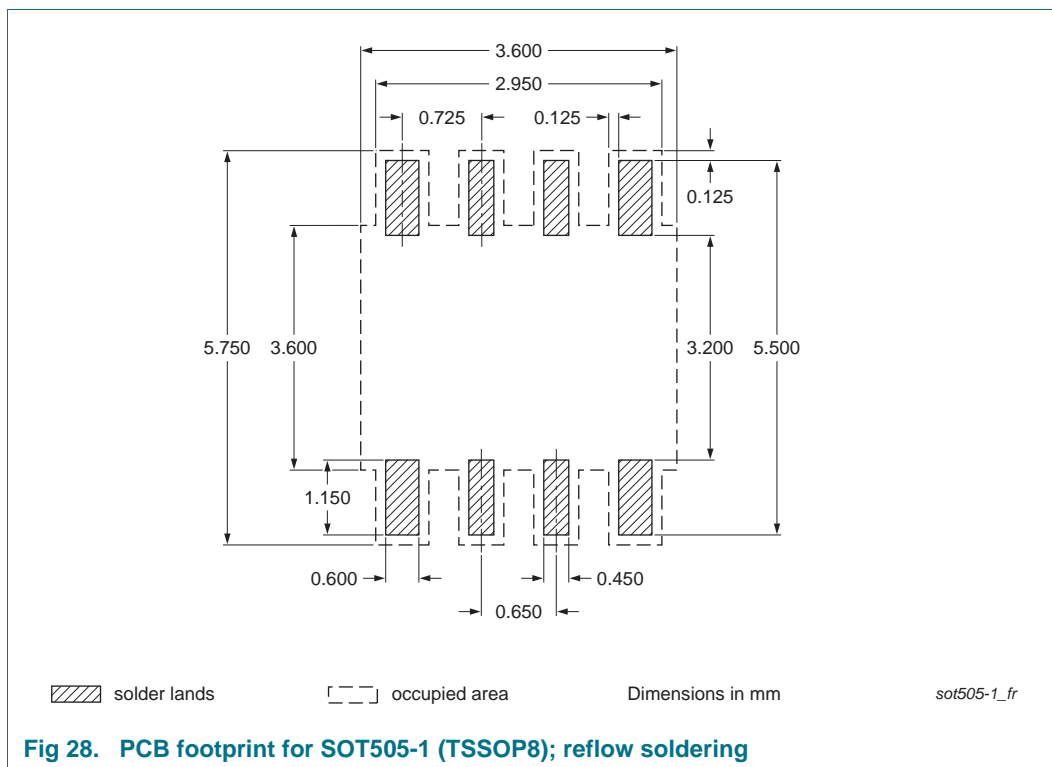 3.600
2.950
0.725
0.125
0.125
5.750
3.600
3.200
5.500
1.150
0.600
0.450
0.650
solder lands
occupied area
Dimensions in mm
sot505-1_fr
Fig 28. PCB footprint for SOT505-1 (TSSOP8); reflow soldering